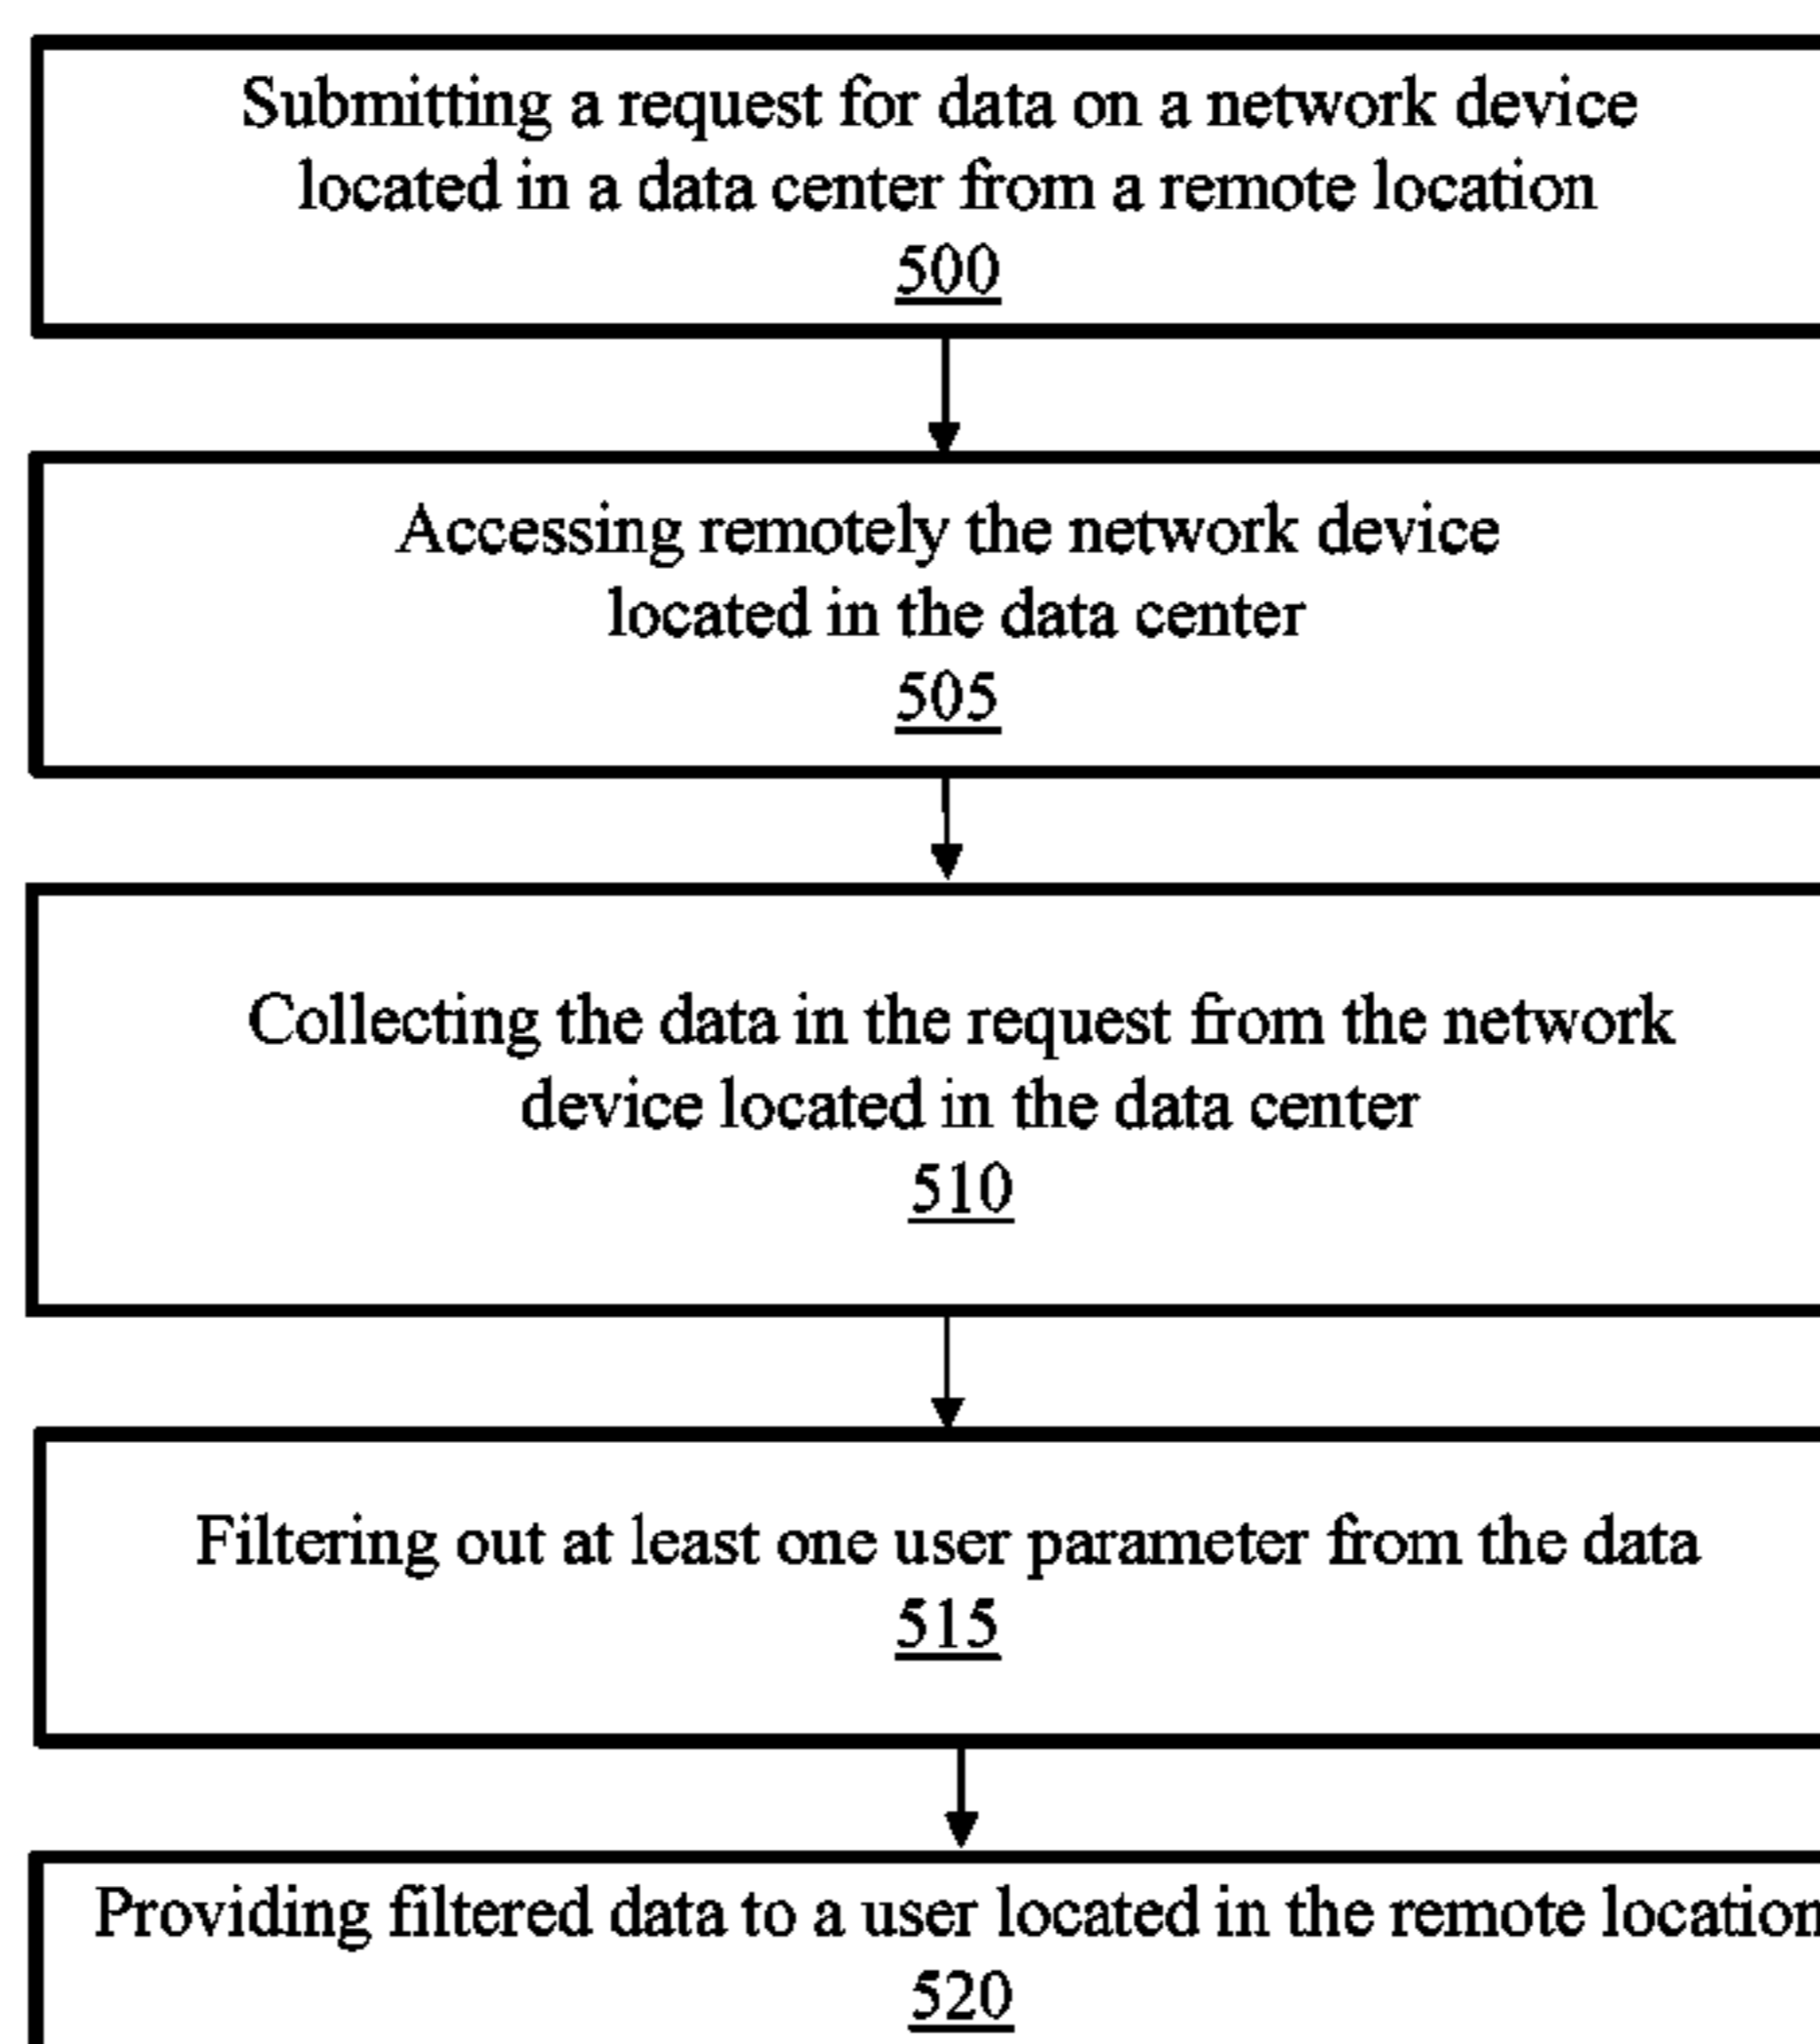 Submitting a request for data on a network device
located in a data center from a remote location
500
Accessing remotely the network device
located in the data center
505
Collecting the data in the request from the network
device located in the data center
510
Filtering out at least one user parameter from the data
515
Providing filtered data to a user located in the remote location
520